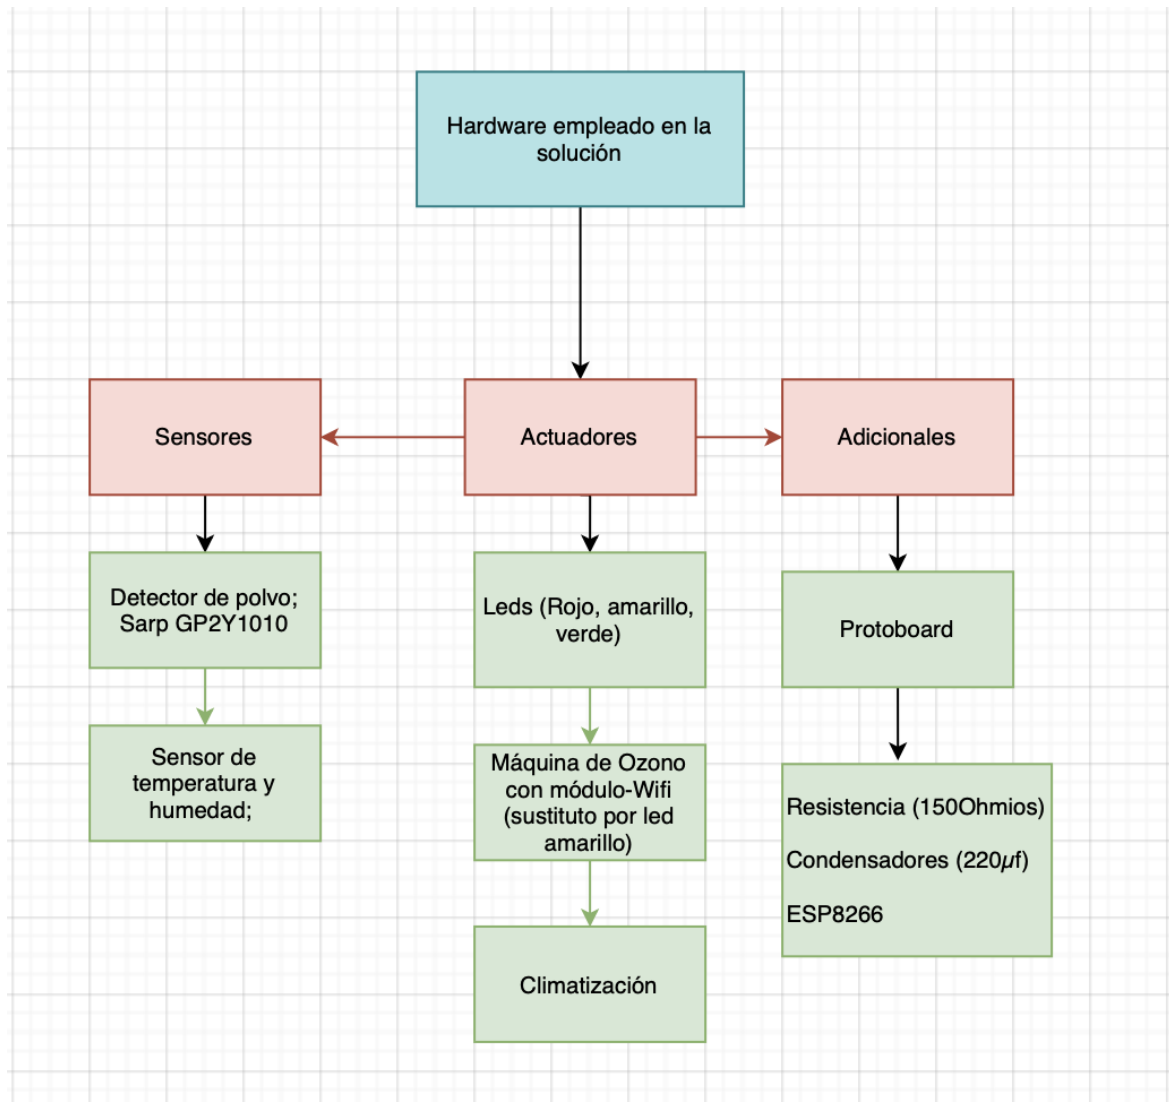 Hardware empleado en la
solución
Sensores
Actuadores
Adicionales
Detector de polvo;
Sarp GP2Y1010
Leds (Rojo, amarillo,
verde)
Protoboard
Sensor de
temperatura y
humedad;
Máquina de Ozono
con módulo-Wifi
(sustituto por led
amarillo)
Resistencia (150Ohmios)
Condensadores (220µf)
ESP8266
Climatización